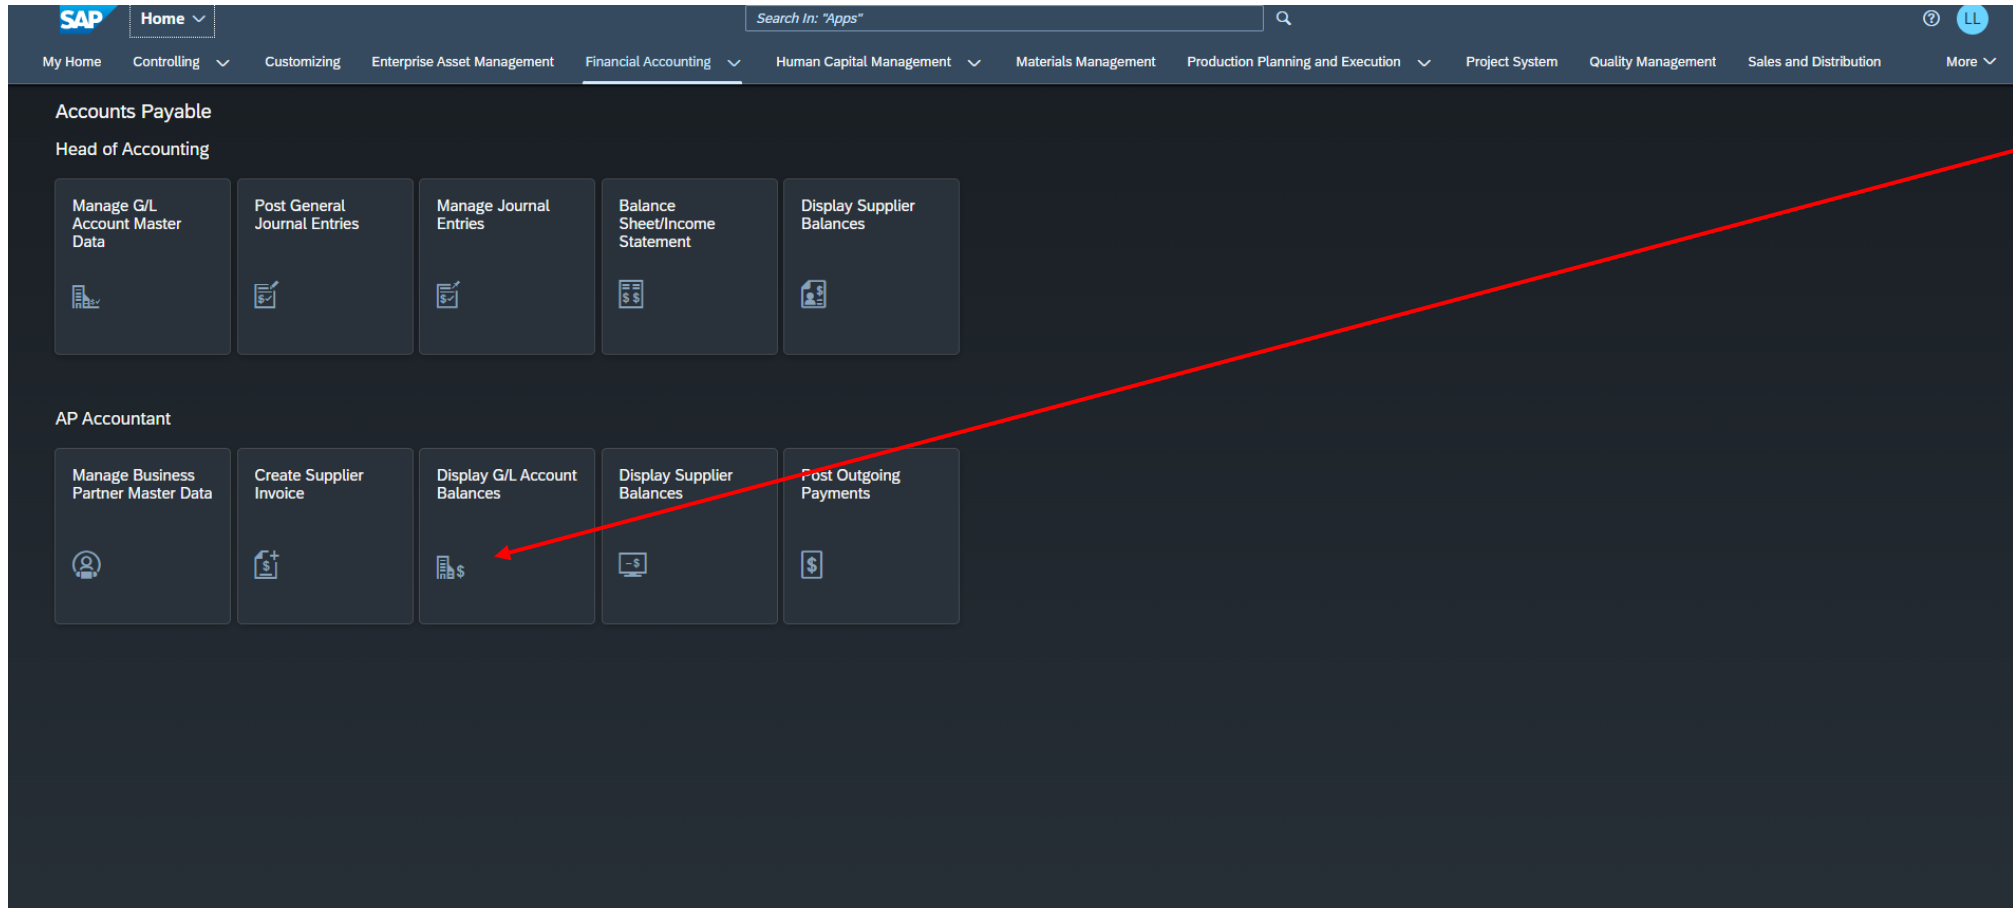 SAP Home
Search In: "Apps"
LL
My Home Controlling Customizing Enterprise Asset Management Financial Accounting Human Capital Management Materials Management Production Planning and Execution Project System Quality Management Sales and Distribution More
Accounts Payable
Head of Accounting
Manage G/L
Account Master
Data
Post General
Journal Entries
Manage Journal
Entries
Balance
Sheet/Income
Statement
Display Supplier
Balances
AP Accountant
Manage Business
Partner Master Data
Create Supplier
Invoice
Display G/L Account
Balances
Display Supplier
Balances
Post Outgoing
Payments